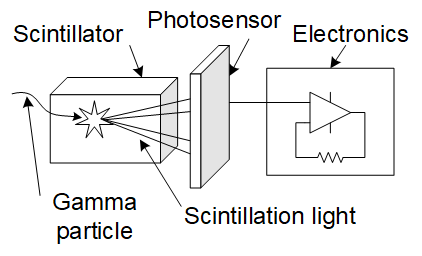 Photosensor
Scintillator
Electronics
Gamma
particle
Scintillation light